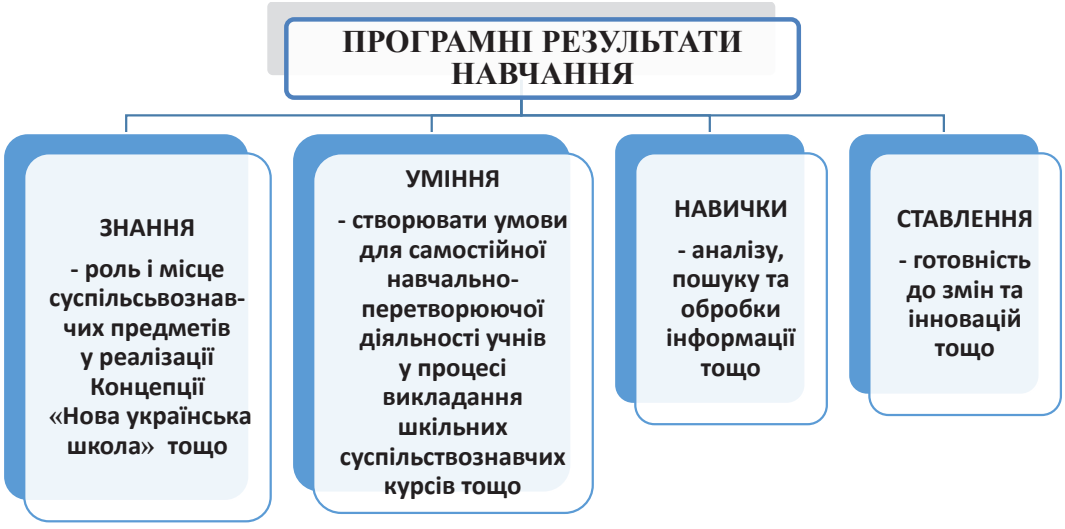 ПРОГРАМНІ РЕЗУЛЬТАТИ
НАВЧАННЯ
ЗНАННЯ
- роль і місце
суспільсьвознав-
чих предметів
у реалізації
Концепції
«Нова українська
школа» тощо
УМІННЯ
- створювати умови
для самостійної
навчально-
перетворюючої
діяльності учнів
у процесі
викладання
шкільних
суспільствознавчих
курсів тощо
НАВИЧКИ
- аналізу,
пошуку та
обробки
інформації
тощо
СТАВЛЕННЯ
- готовність
до змін та
інновацій
тощо